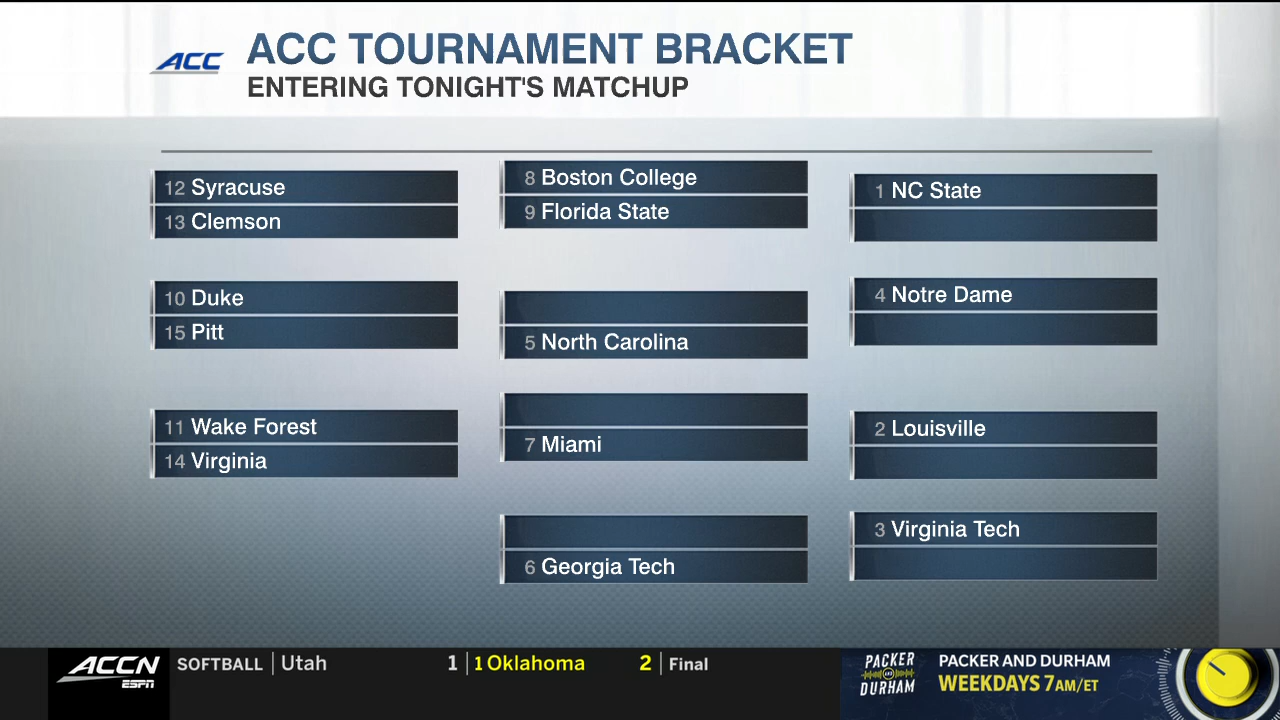 ACC
ACC TOURNAMENT BRACKET
ENTERING TONIGHT'S MATCHUP
12 Syracuse
13 Clemson
10 Duke
15 Pitt
11 Wake Forest
14 Virginia
8 Boston College
9 Florida State
5 North Carolina
7 Miami
6 Georgia Tech
1 NC State
4 Notre Dame
2 Louisville
3 Virginia Tech
ACCN
ESPN
SOFTBALL | Utah 1 | 1 Oklahoma 2 | Final
PACKER
AND
DURHAM
PACKER AND DURHAM
WEEKDAYS 7AM/ET